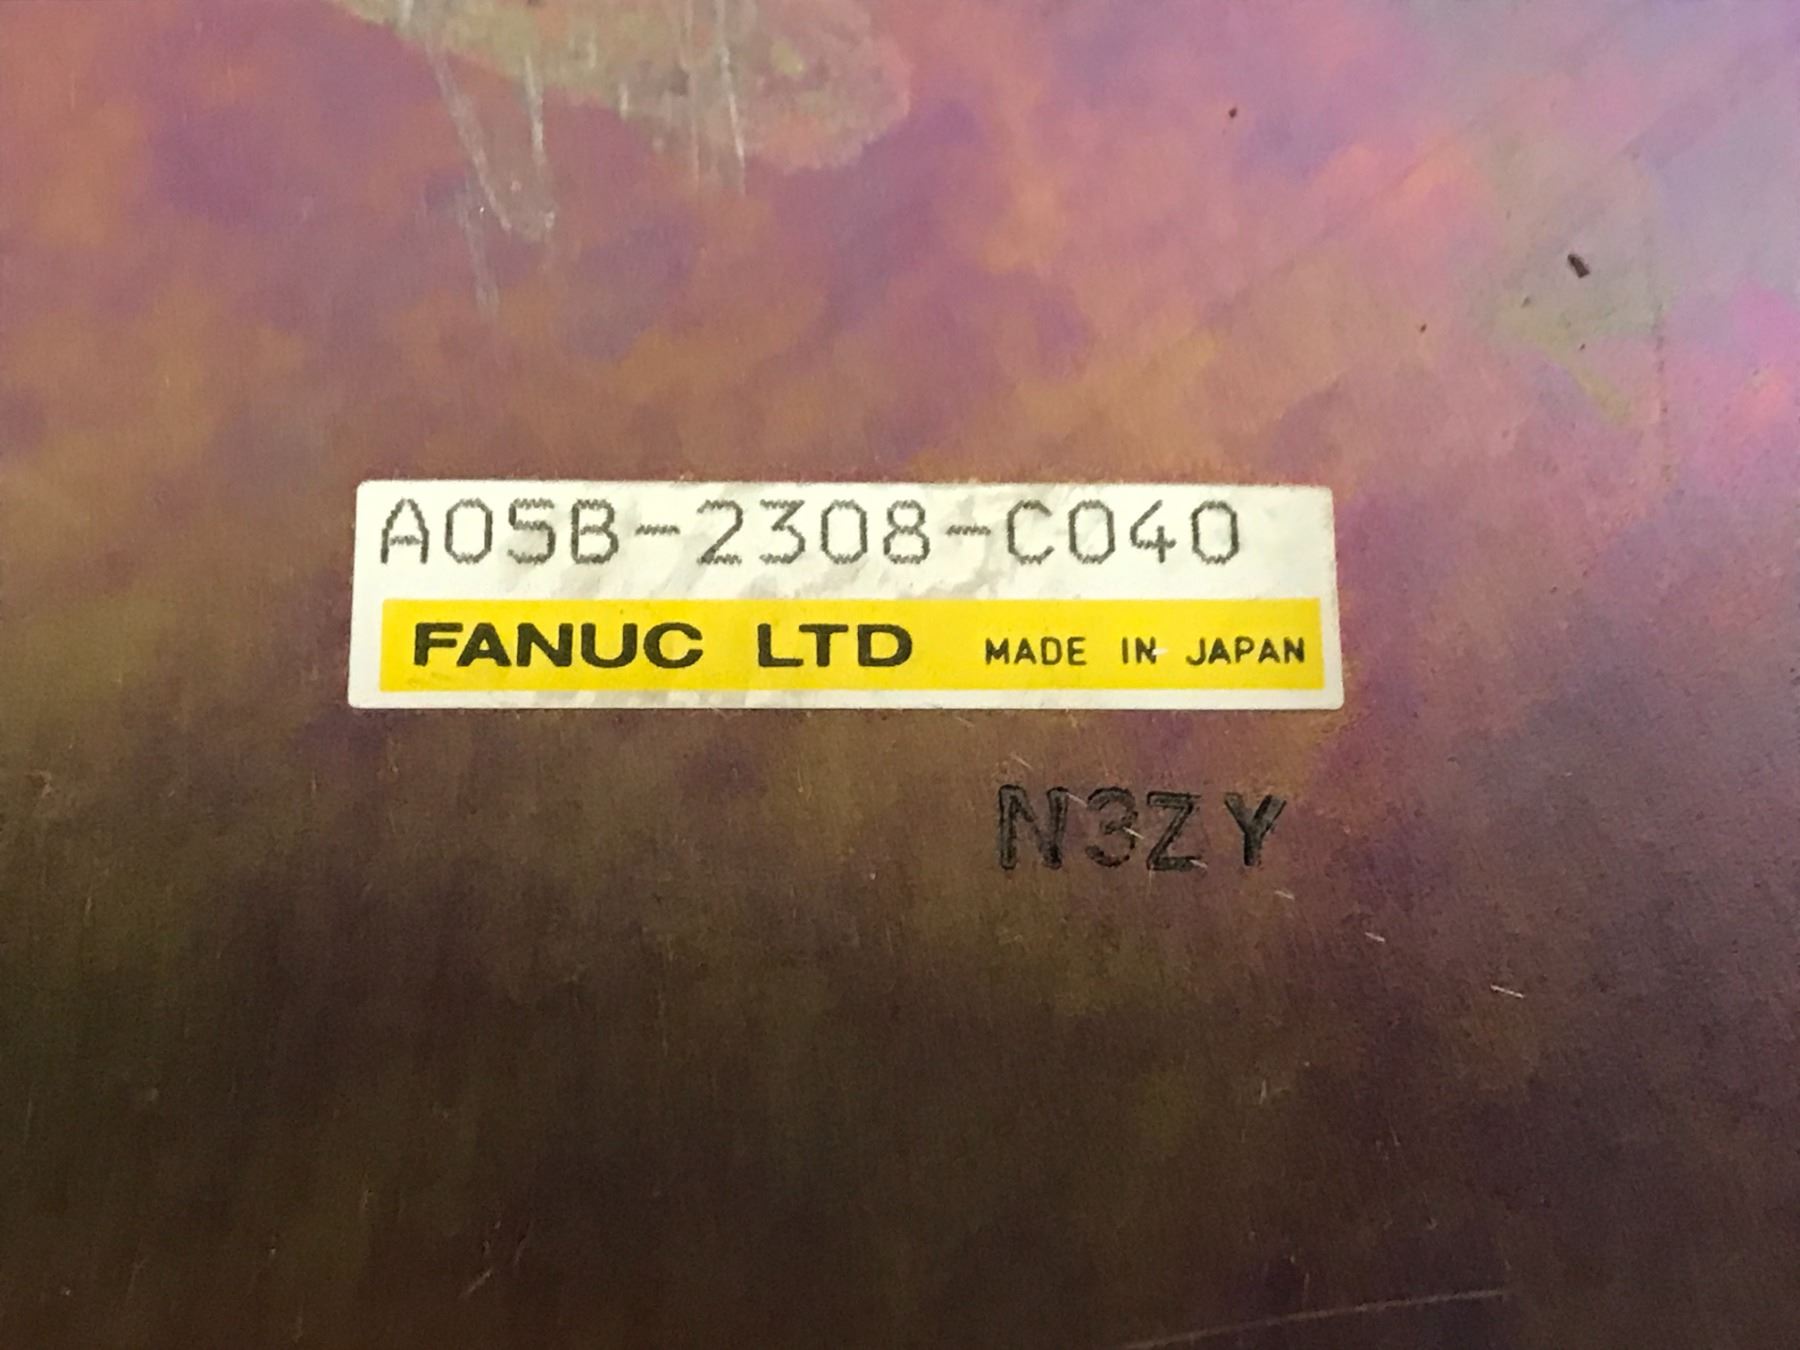 A05B-2308-C040
FANUC LTD MADE IN JAPAN
N3ZY